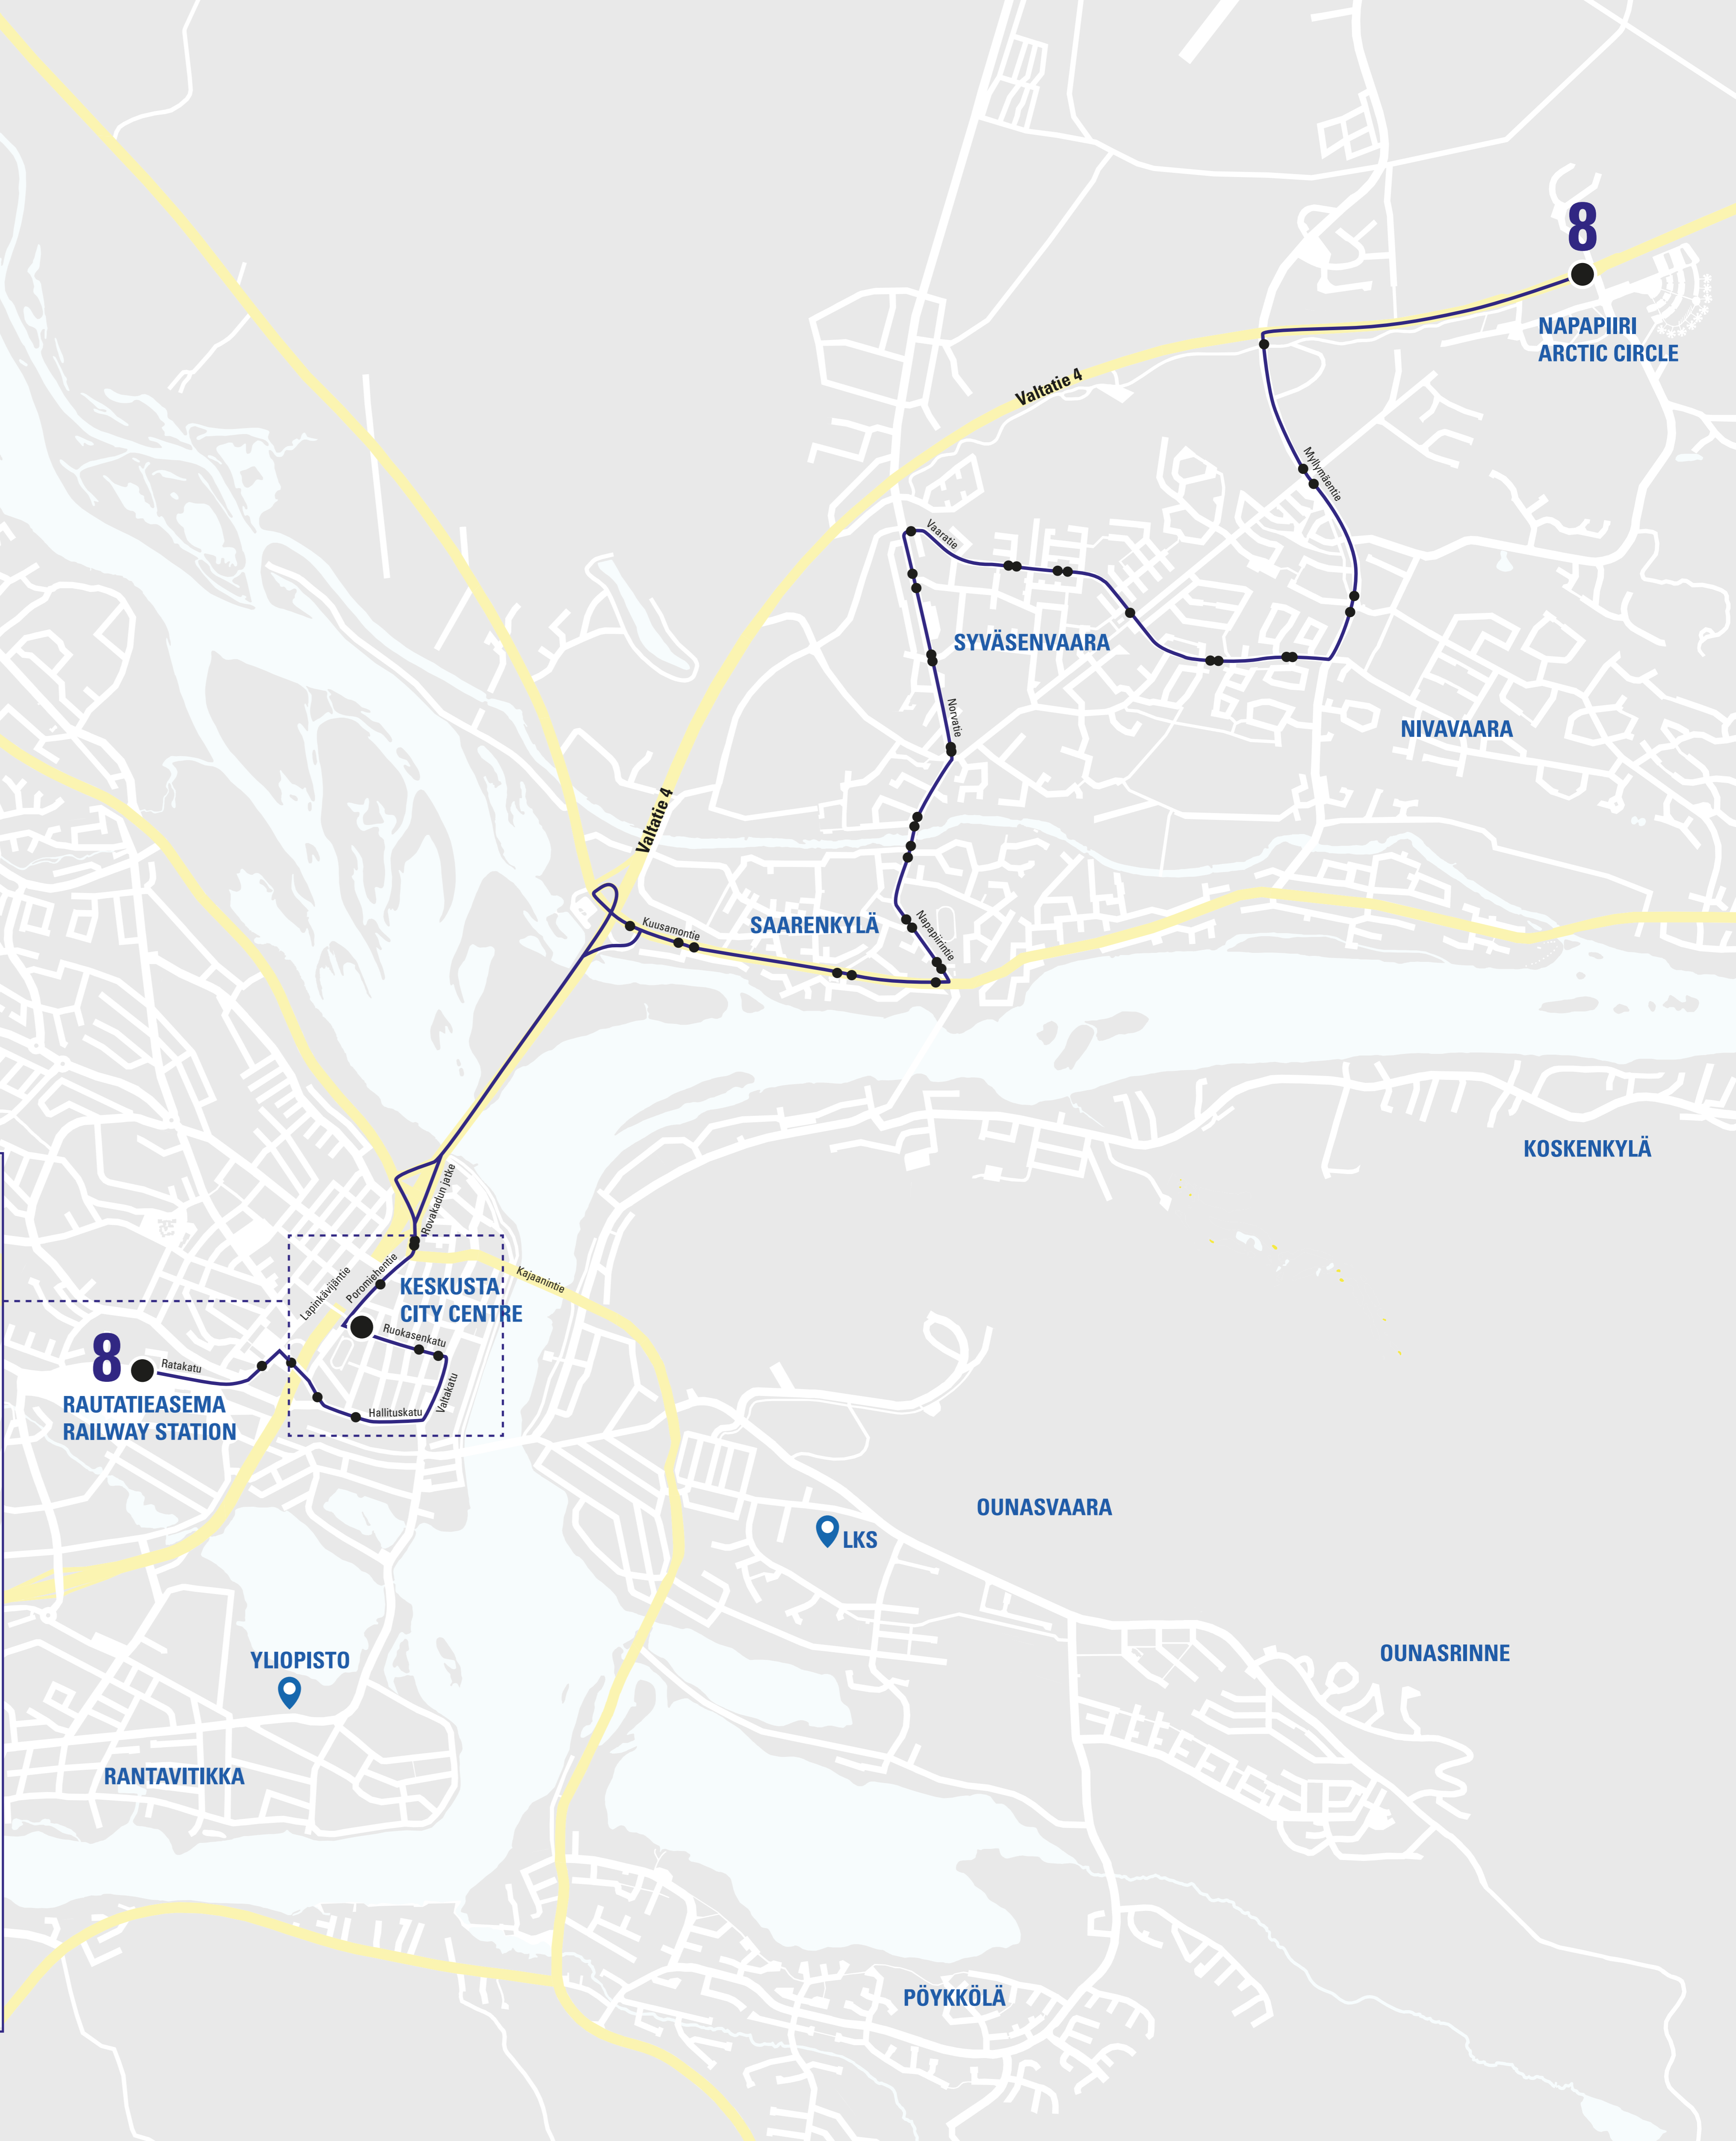 8
NAPAPIIRI
ARCTIC CIRCLE
Valtatie 4
Myllymäentie
Vaaratie
SYVÄSENVAARA
Norvatie
NIVAVAARA
Valtatie 4
Kuusamontie
SAARENKYLÄ
Napapiirintie
KOSKENKYLÄ
Rovakadun jatke
Lapinkävijäntie
Poromiehentie
Kajaanintie
KESKUSTA
CITY CENTRE
Ruokasenkatu
8
Ratakatu
RAUTATIEASEMA
RAILWAY STATION
Valtakatu
Hallituskatu
OUNASVAARA
LKS
YLIOPISTO
OUNASRINNE
RANTAVITIKKA
PÖYKKÖLÄ